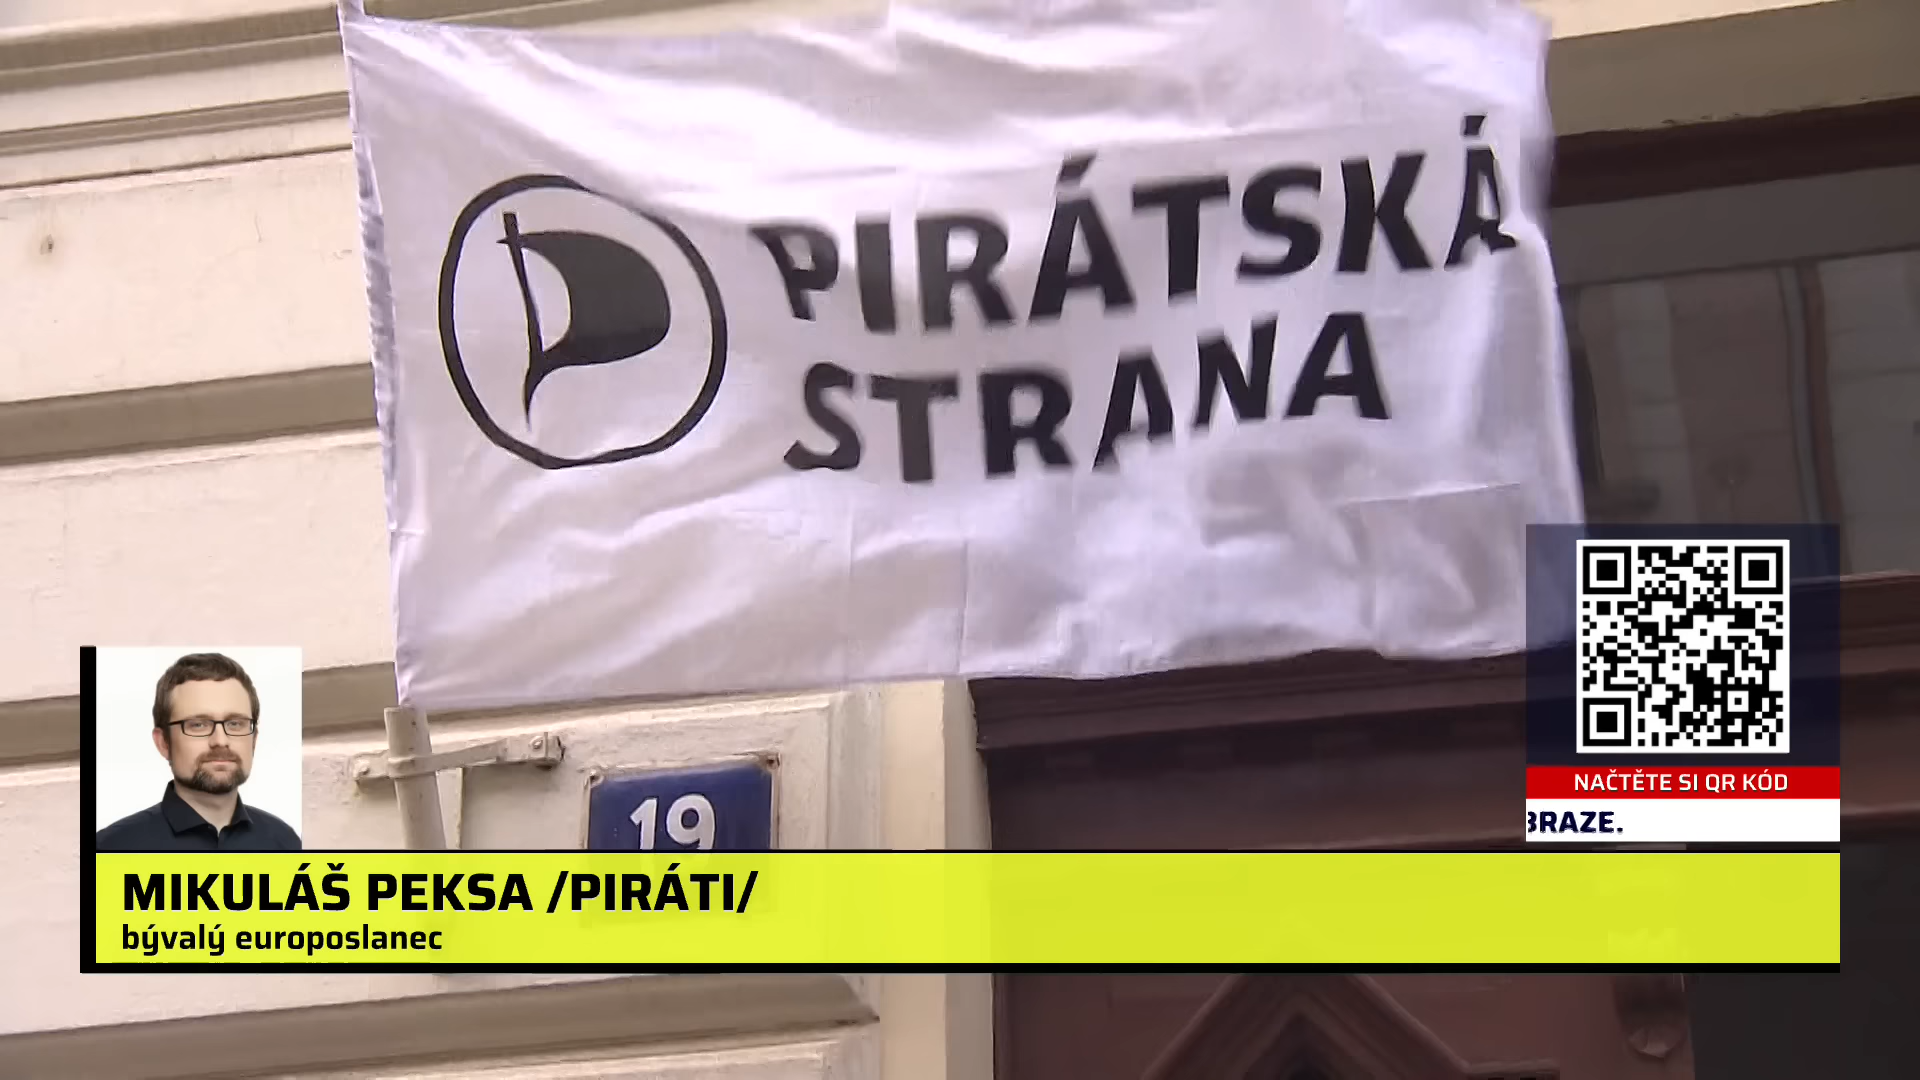 PIRÁTSKÁ
STRANA
19
NAČTĚTE SI QR KÓD
BRAZE.
MIKULÁŠ PEKSA /PIRÁTI/
bývalý europoslanec